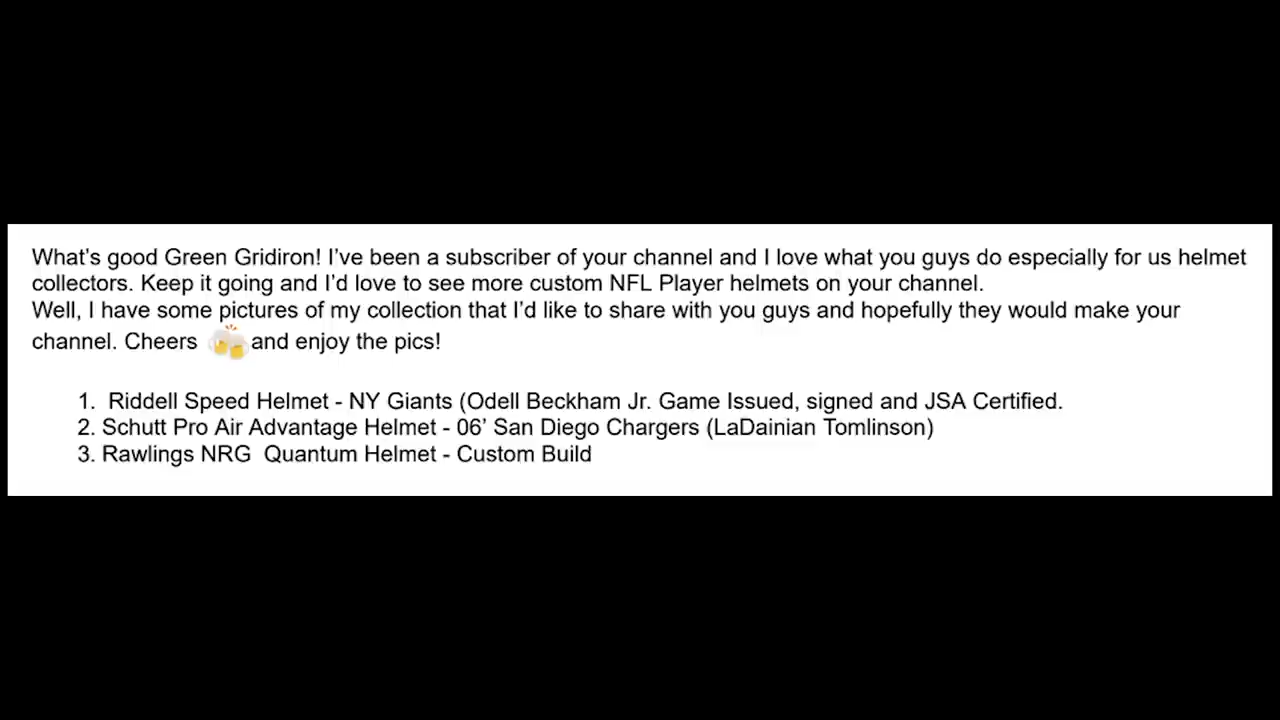 What’s good Green Gridiron! I’ve been a subscriber of your channel and I love what you guys do especially for us helmet
collectors. Keep it going and I’d love to see more custom NFL Player helmets on your channel.
Well, I have some pictures of my collection that I’d like to share with you guys and hopefully they would make your
channel. Cheers 🍻and enjoy the pics!
1.  Riddell Speed Helmet - NY Giants (Odell Beckham Jr. Game Issued, signed and JSA Certified.
2. Schutt Pro Air Advantage Helmet - 06’ San Diego Chargers (LaDainian Tomlinson)
3. Rawlings NRG  Quantum Helmet - Custom Build